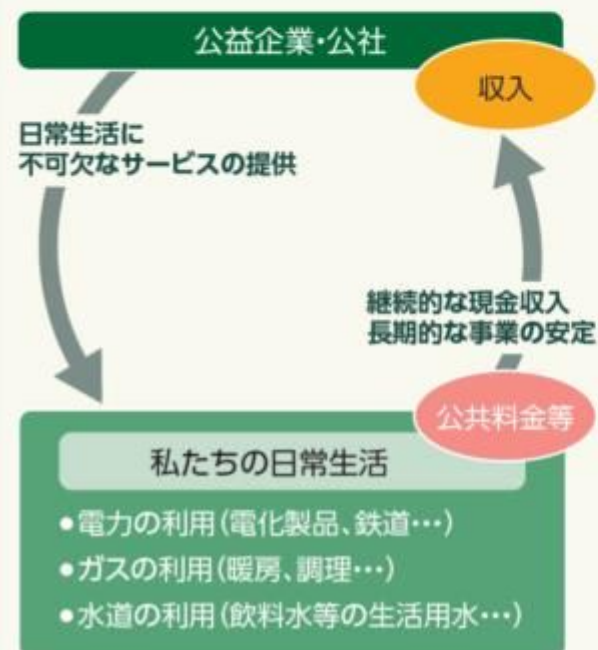 公益企業・公社
収入
日常生活に
不可欠なサービスの提供
継続的な現金収入
長期的な事業の安定
公共料金等
私たちの日常生活
●電力の利用(電化製品、鉄道…)
●ガスの利用(暖房、調理…)
●水道の利用(飲料水等の生活用水…)